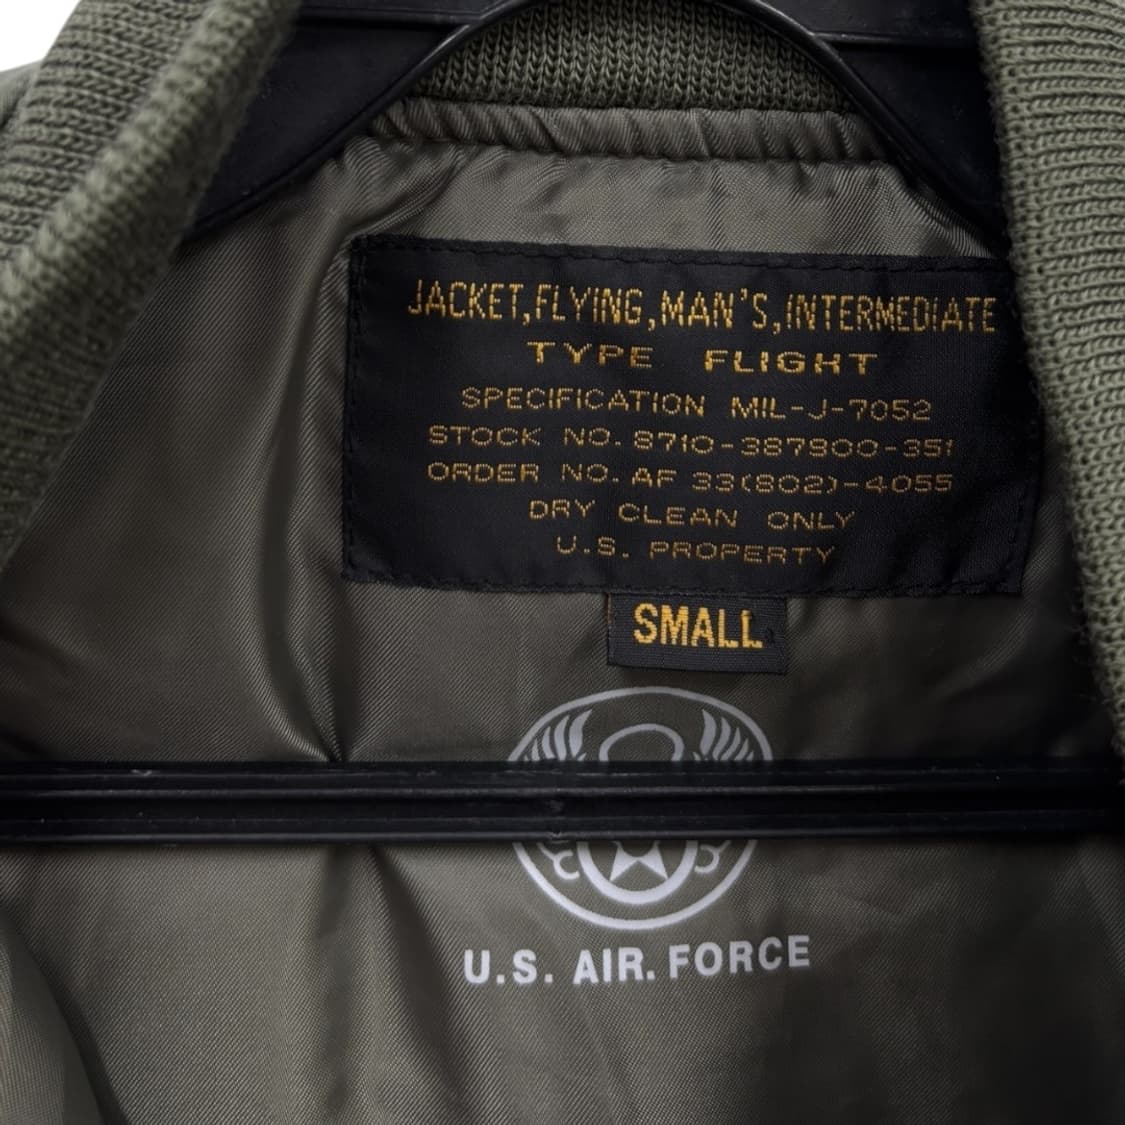 JACKET,FLYING,MAN'S,INTERMEDIATE
TYPE FLIGHT
SPECIFICATION MIL-J-7052
STOCK NO. 8710-387900-351
ORDER NO. AF 33(802)-4055
DRY CLEAN ONLY
U.S. PROPERTY
SMALL
U.S. AIR. FORCE